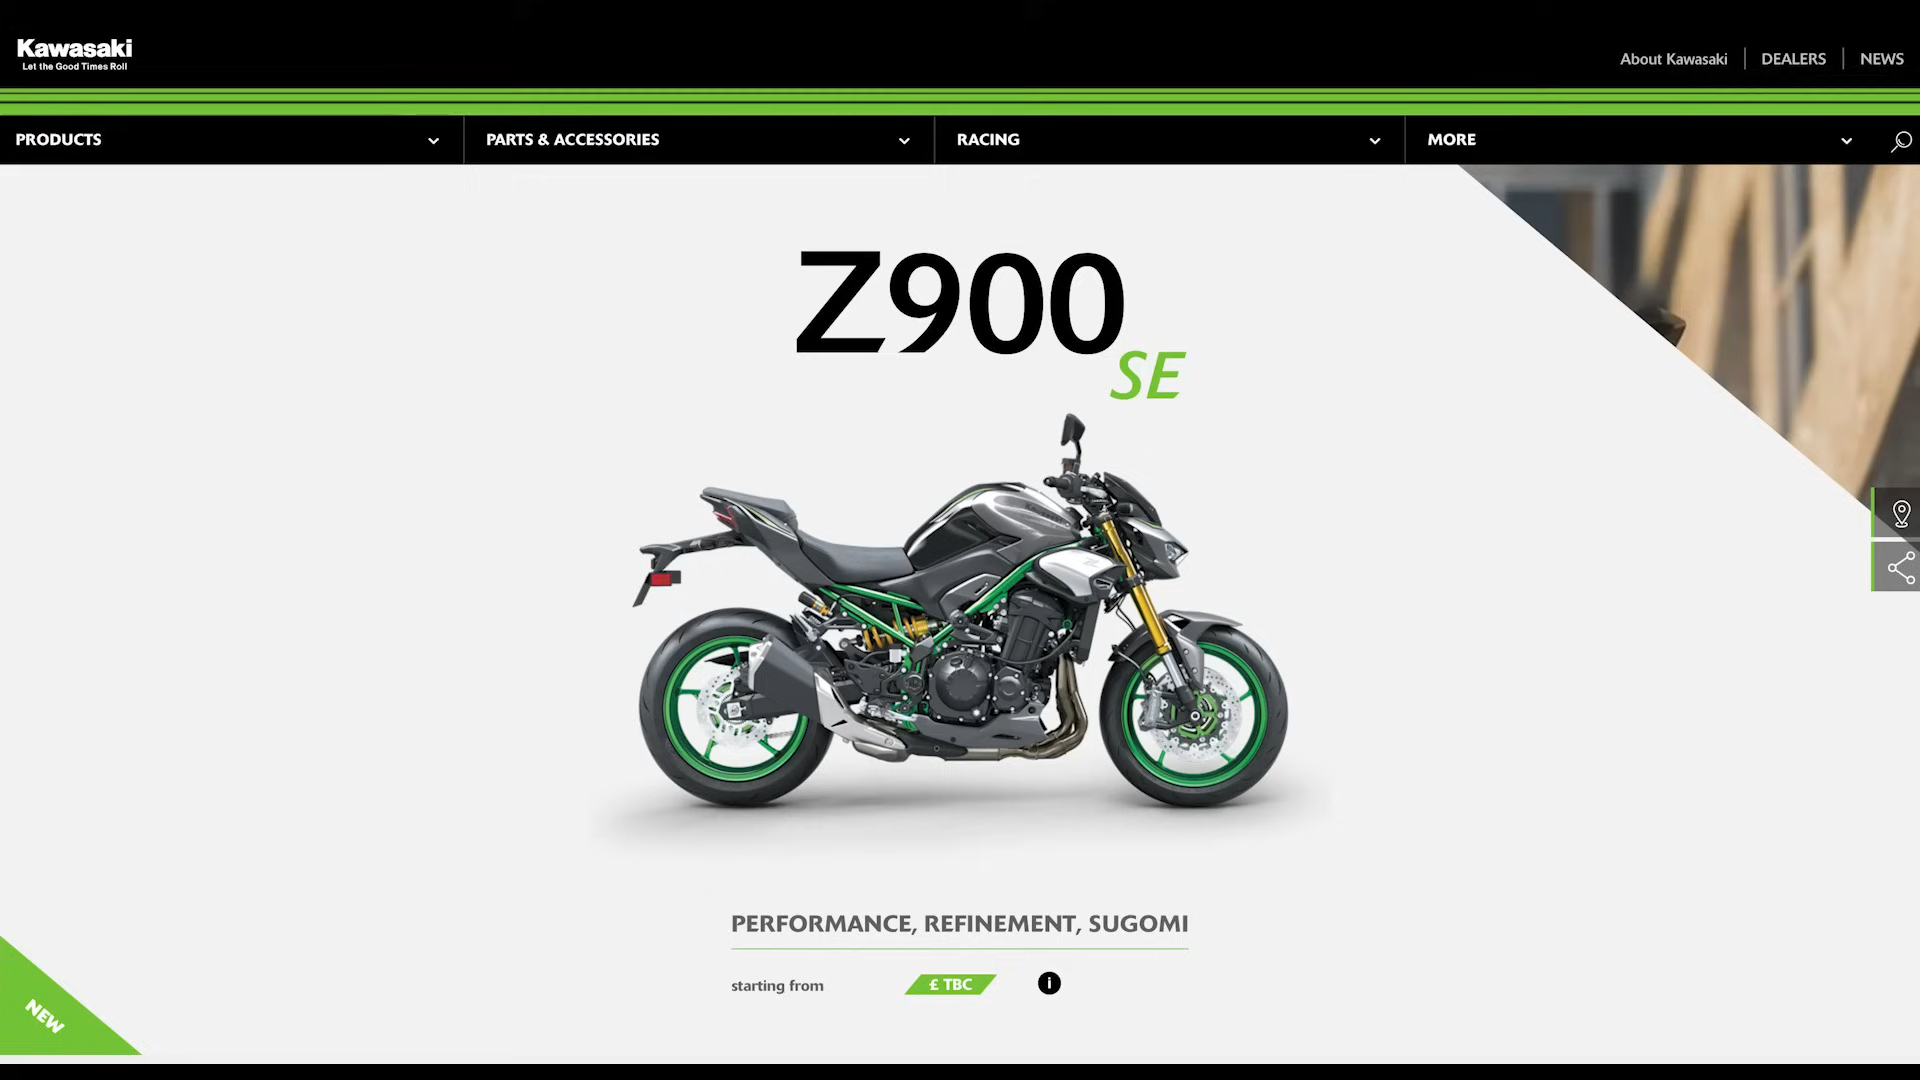 Kawasaki
Let the Good Times Roll
About Kawasaki
DEALERS
NEWS
PRODUCTS
PARTS & ACCESSORIES
RACING
MORE
Z900
SE
PERFORMANCE, REFINEMENT, SUGOMI
starting from
£ TBC
i
NEW